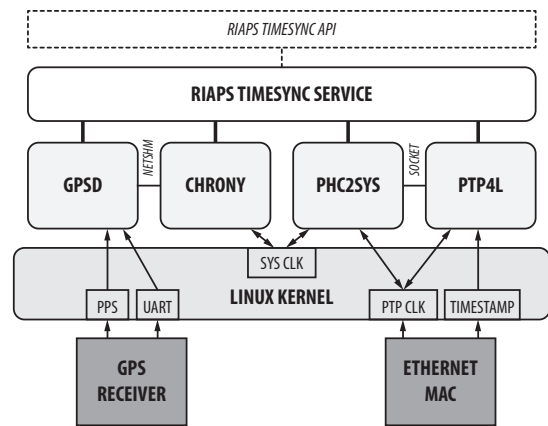 RIAPS TIMESYNC API
RIAPS TIMESYNC SERVICE
GPSD
NETSHM
CHRONY
PHC2SYS
SOCKET
PTP4L
SYS CLK
LINUX KERNEL
PPS
UART
PTP CLK
TIMESTAMP
GPS
RECEIVER
ETHERNET
MAC